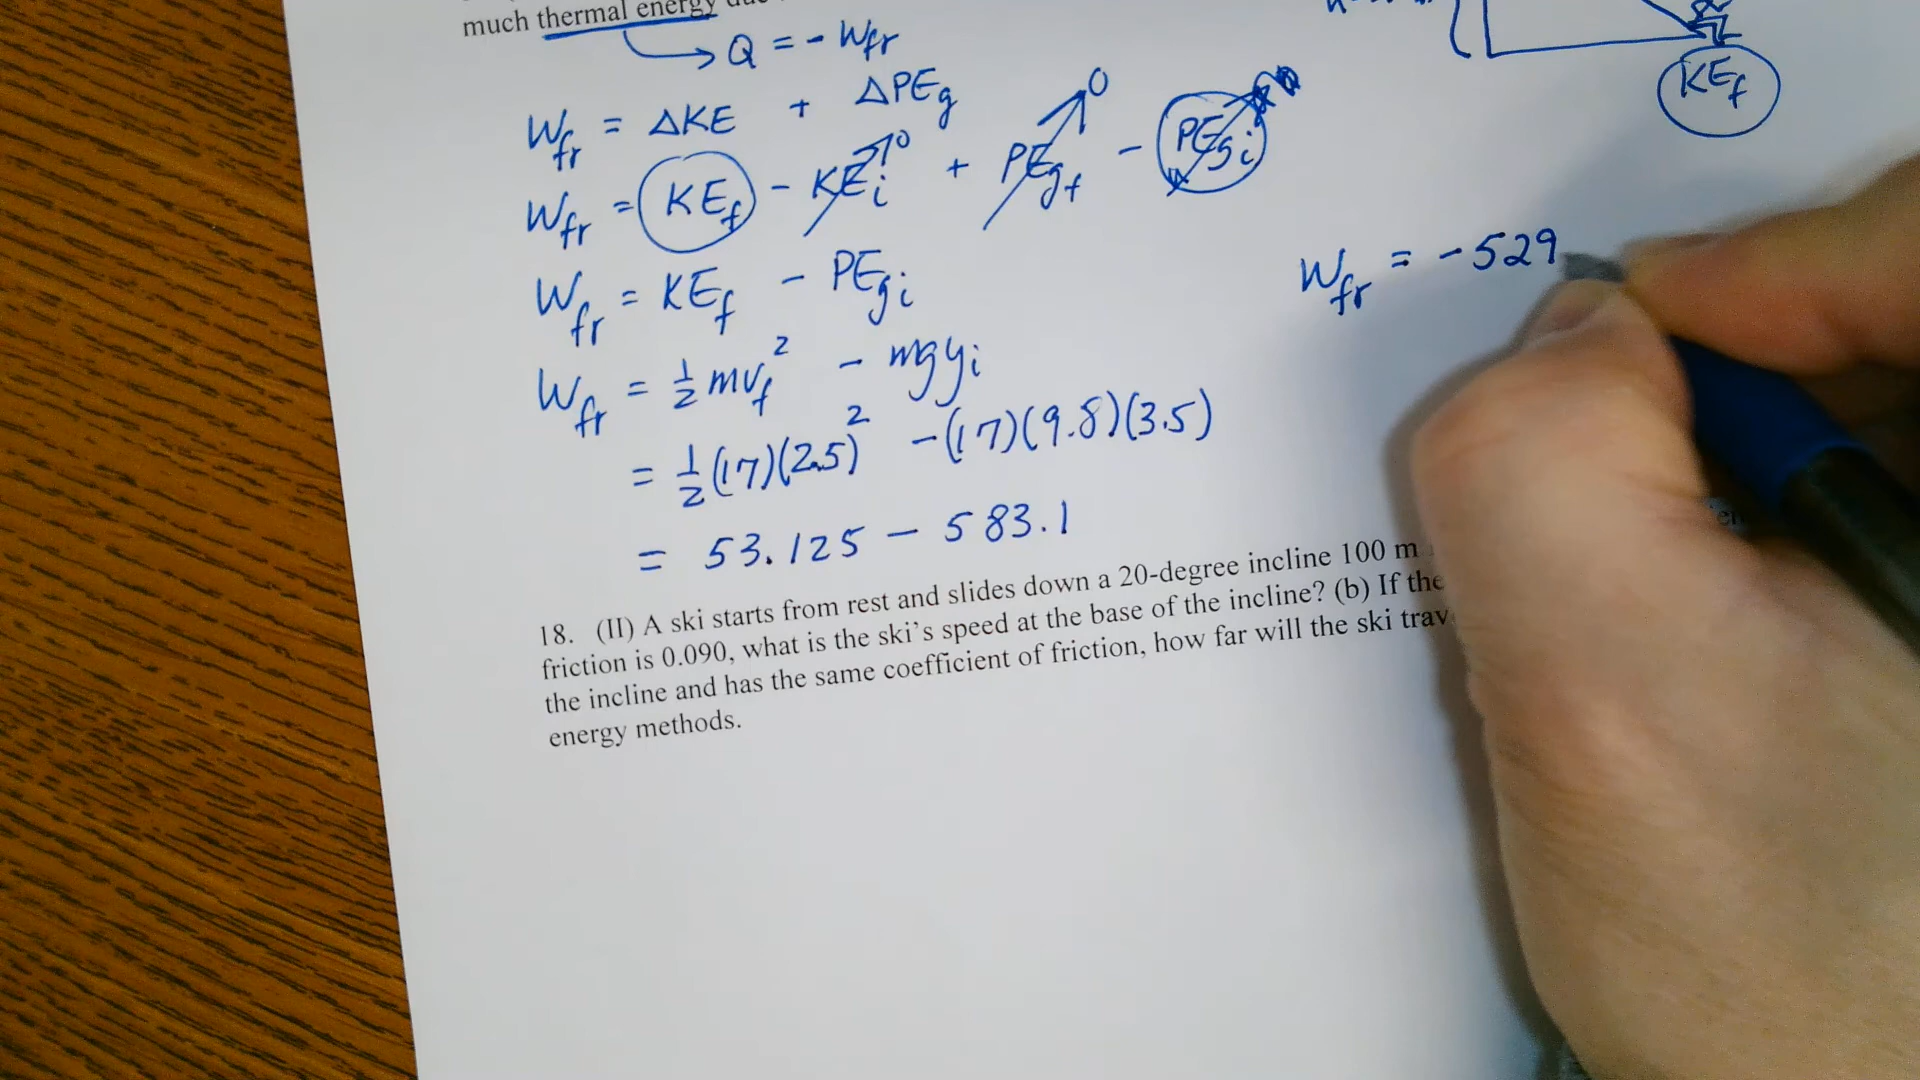 much thermal energy
Q = - Wfr
KEf
Wfr = ΔKE + ΔPEg
Wfr = KEf - KEi 0 + PEgf 0 - PEgi
Wfr = KEf - PEgi
Wfr = -529
Wfr = 1/2 mvf² - mgyi
= 1/2 (17)(2.5)² - (17)(9.8)(3.5)
= 53.125 - 583.1
18. (II) A ski starts from rest and slides down a 20-degree incline 100 m
friction is 0.090, what is the ski's speed at the base of the incline? (b) If the
the incline and has the same coefficient of friction, how far will the ski
energy methods.